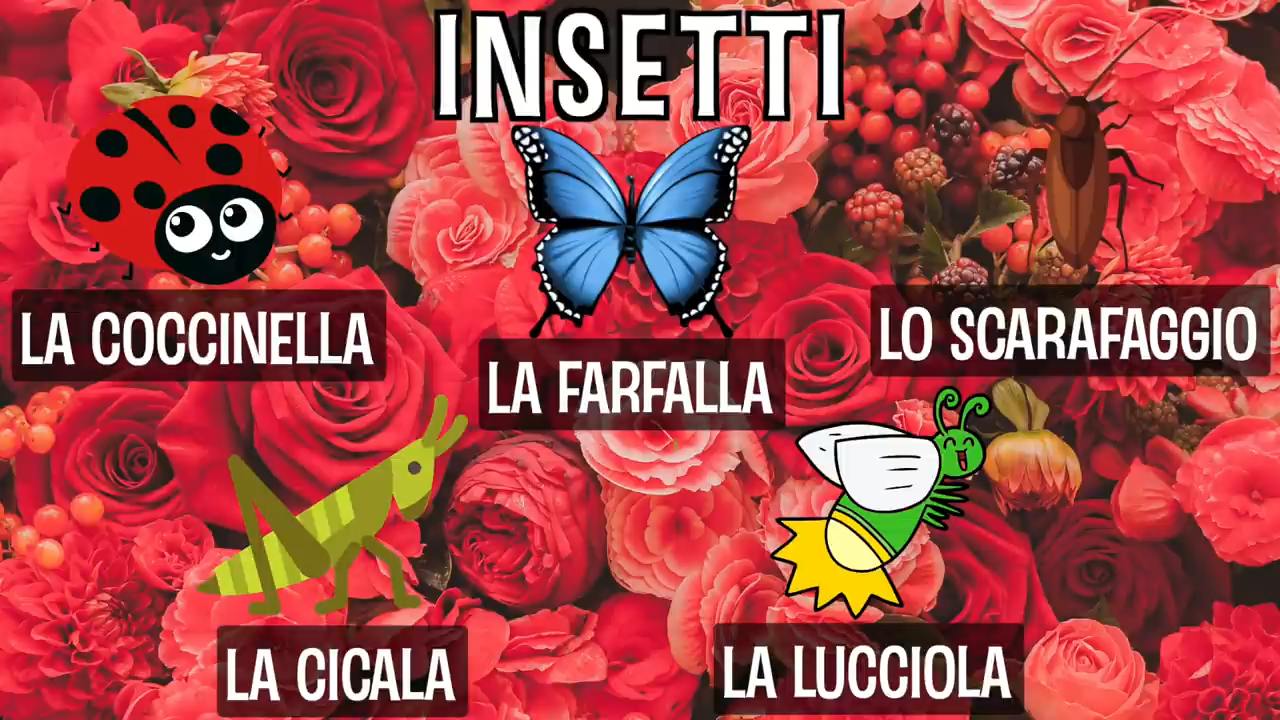 INSETTI
LA COCCINELLA
LA FARFALLA
LO SCARAFAGGIO
LA CICALA
LA LUCCIOLA